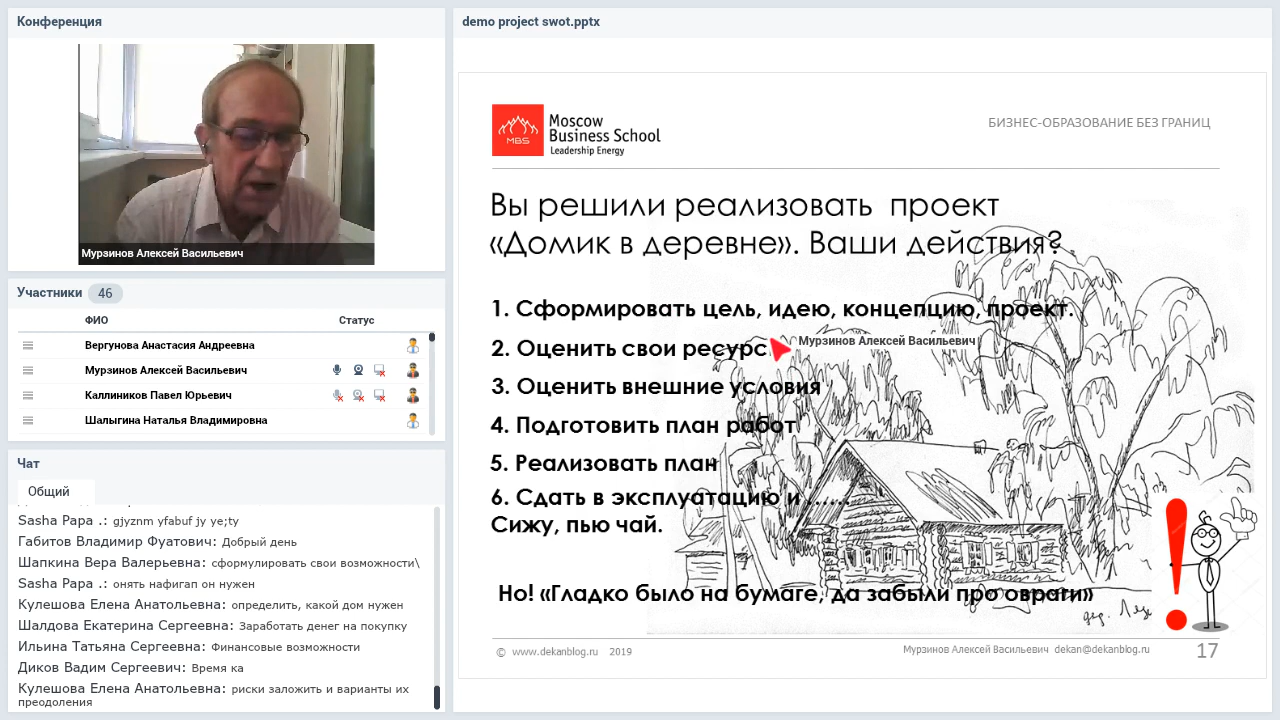 Конференция
Мурзинов Алексей Васильевич
Участники 46
ФИО Статус
Вергунова Анастасия Андреевна
Мурзинов Алексей Васильевич
Каллиников Павел Юрьевич
Шалыгина Наталья Владимировна
Чат
Общий
Sasha Papa .: gjyznm yfabuf jy ye;ty
Габитов Владимир Фуатович: Добрый день
Шапкина Вера Валерьевна: сформулировать свои возможности\
Sasha Papa .: онять нафигап он нужен
Кулешова Елена Анатольевна: определить, какой дом нужен
Шалдова Екатерина Сергеевна: Заработать денег на покупку
Ильина Татьяна Сергеевна: Финансовые возможности
Диков Вадим Сергеевич: Время ка
Кулешова Елена Анатольевна: риски заложить и варианты их
преодоления
demo project swot.pptx
MBS
Moscow
Business School
Leadership Energy
БИЗНЕС-ОБРАЗОВАНИЕ БЕЗ ГРАНИЦ
Вы решили реализовать проект
«Домик в деревне». Ваши действия?
1. Сформировать цель, идею, концепцию, проект.
2. Оценить свои ресурс
Мурзинов Алексей Васильевич
3. Оценить внешние условия
4. Подготовить план работ
5. Реализовать план
6. Сдать в эксплуатацию и ......
Сижу, пью чай.
Но! «Гладко было на бумаге, да забыли про овраги»
© www.dekanblog.ru 2019
Мурзинов Алексей Васильевич dekan@dekanblog.ru
17